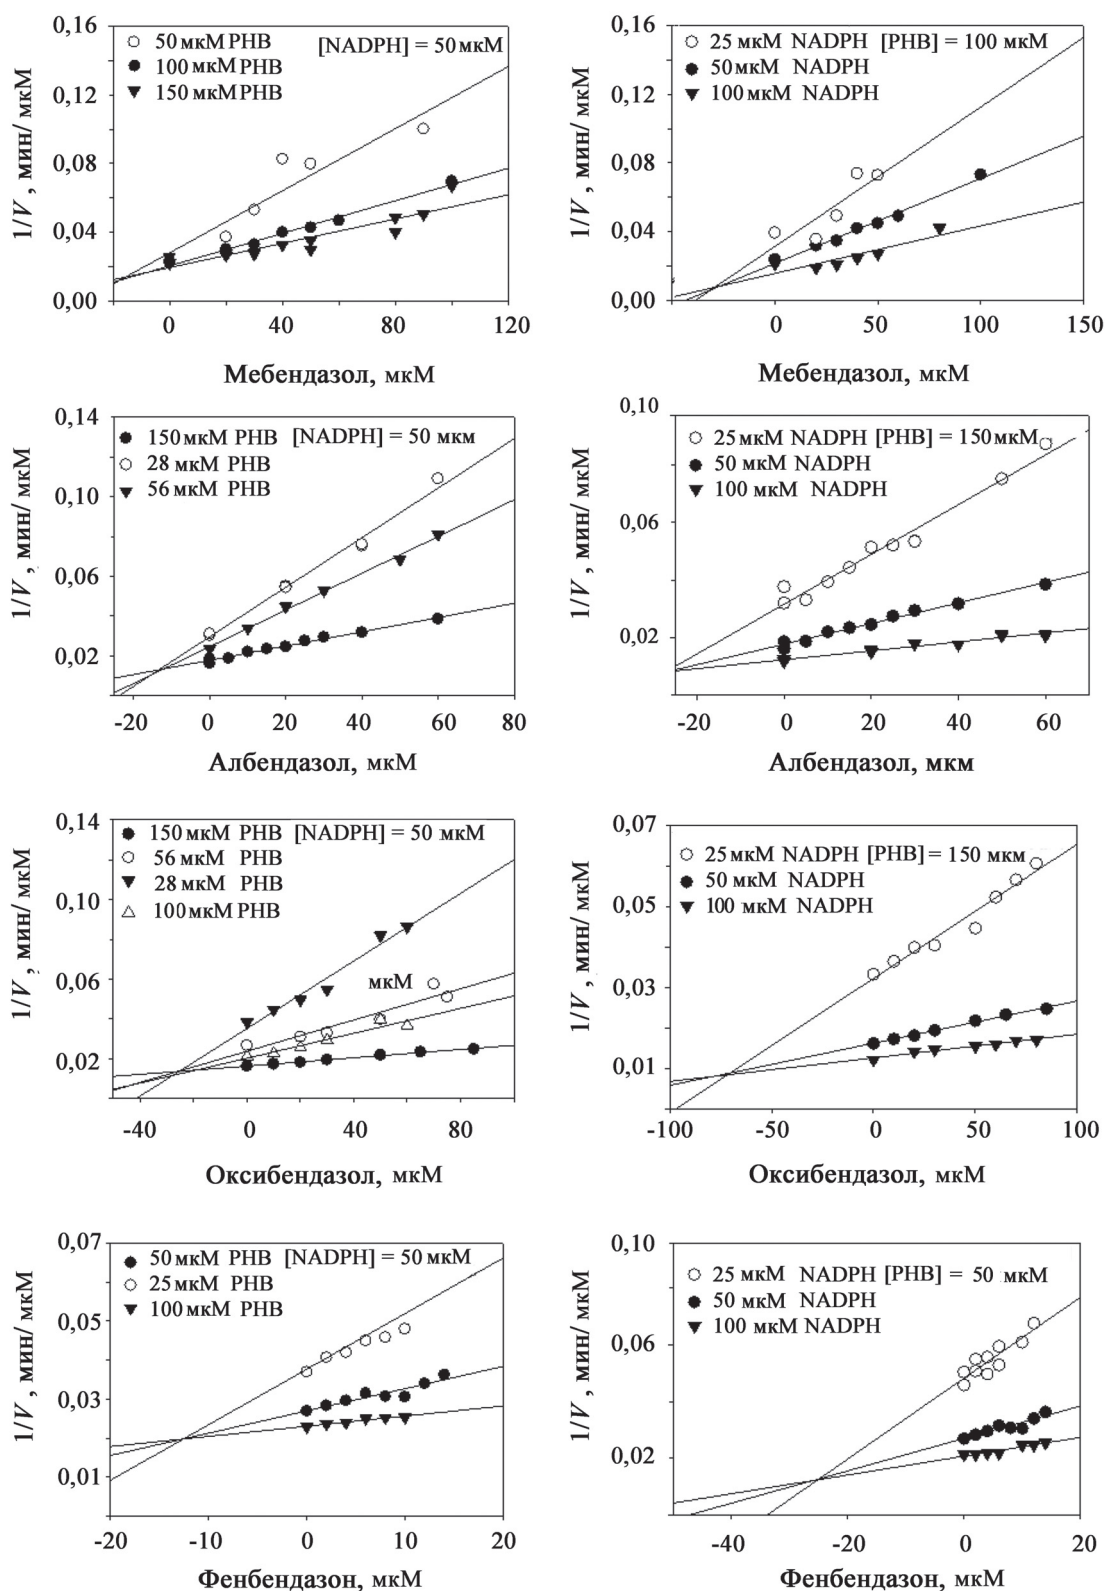 0,16
0,12
0,08
0,04
0,00
1/V, мин/ мкМ
50 мкМ PHB [NADPH] = 50 мкМ
100 мкМ PHB
150 мкМ PHB
0 40 80 120
Мебендазол, мкМ
0,16
0,12
0,08
0,04
0,00
1/V, мин/ мкМ
25 мкМ NADPH [PHB] = 100 мкМ
50 мкМ NADPH
100 мкМ NADPH
0 50 100 150
Мебендазол, мкМ
0,14
0,10
0,06
0,02
1/V, мин/ мкМ
150 мкМ PHB [NADPH] = 50 мкм
28 мкМ PHB
56 мкМ PHB
-20 0 20 40 60 80
Албендазол, мкМ
0,10
0,06
0,02
1/V, мин/ мкМ
25 мкМ NADPH [PHB] = 150 мкМ
50 мкМ NADPH
100 мкМ NADPH
-20 0 20 40 60
Албендазол, мкм
0,14
0,10
0,06
0,02
1/V, мин/ мкМ
150 мкМ PHB [NADPH] = 50 мкМ
56 мкМ PHB
28 мкМ PHB
100 мкМ PHB
мкМ
-40 0 40 80
Оксибендазол, мкМ
0,07
0,05
0,03
0,01
1/V, мин/ мкМ
25 мкМ NADPH [PHB] = 150 мкм
50 мкМ NADPH
100 мкМ NADPH
-100 -50 0 50 100
Оксибендазол, мкМ
0,07
0,05
0,03
0,01
1/V, мин/ мкМ
50 мкМ PHB [NADPH] = 50 мкМ
25 мкМ PHB
100 мкМ PHB
-20 -10 0 10 20
Фенбендазон, мкМ
0,10
0,06
0,02
1/V, мин/ мкМ
25 мкМ NADPH [PHB] = 50 мкМ
50 мкМ NADPH
100 мкМ NADPH
-40 -20 0 20
Фенбендазон, мкМ